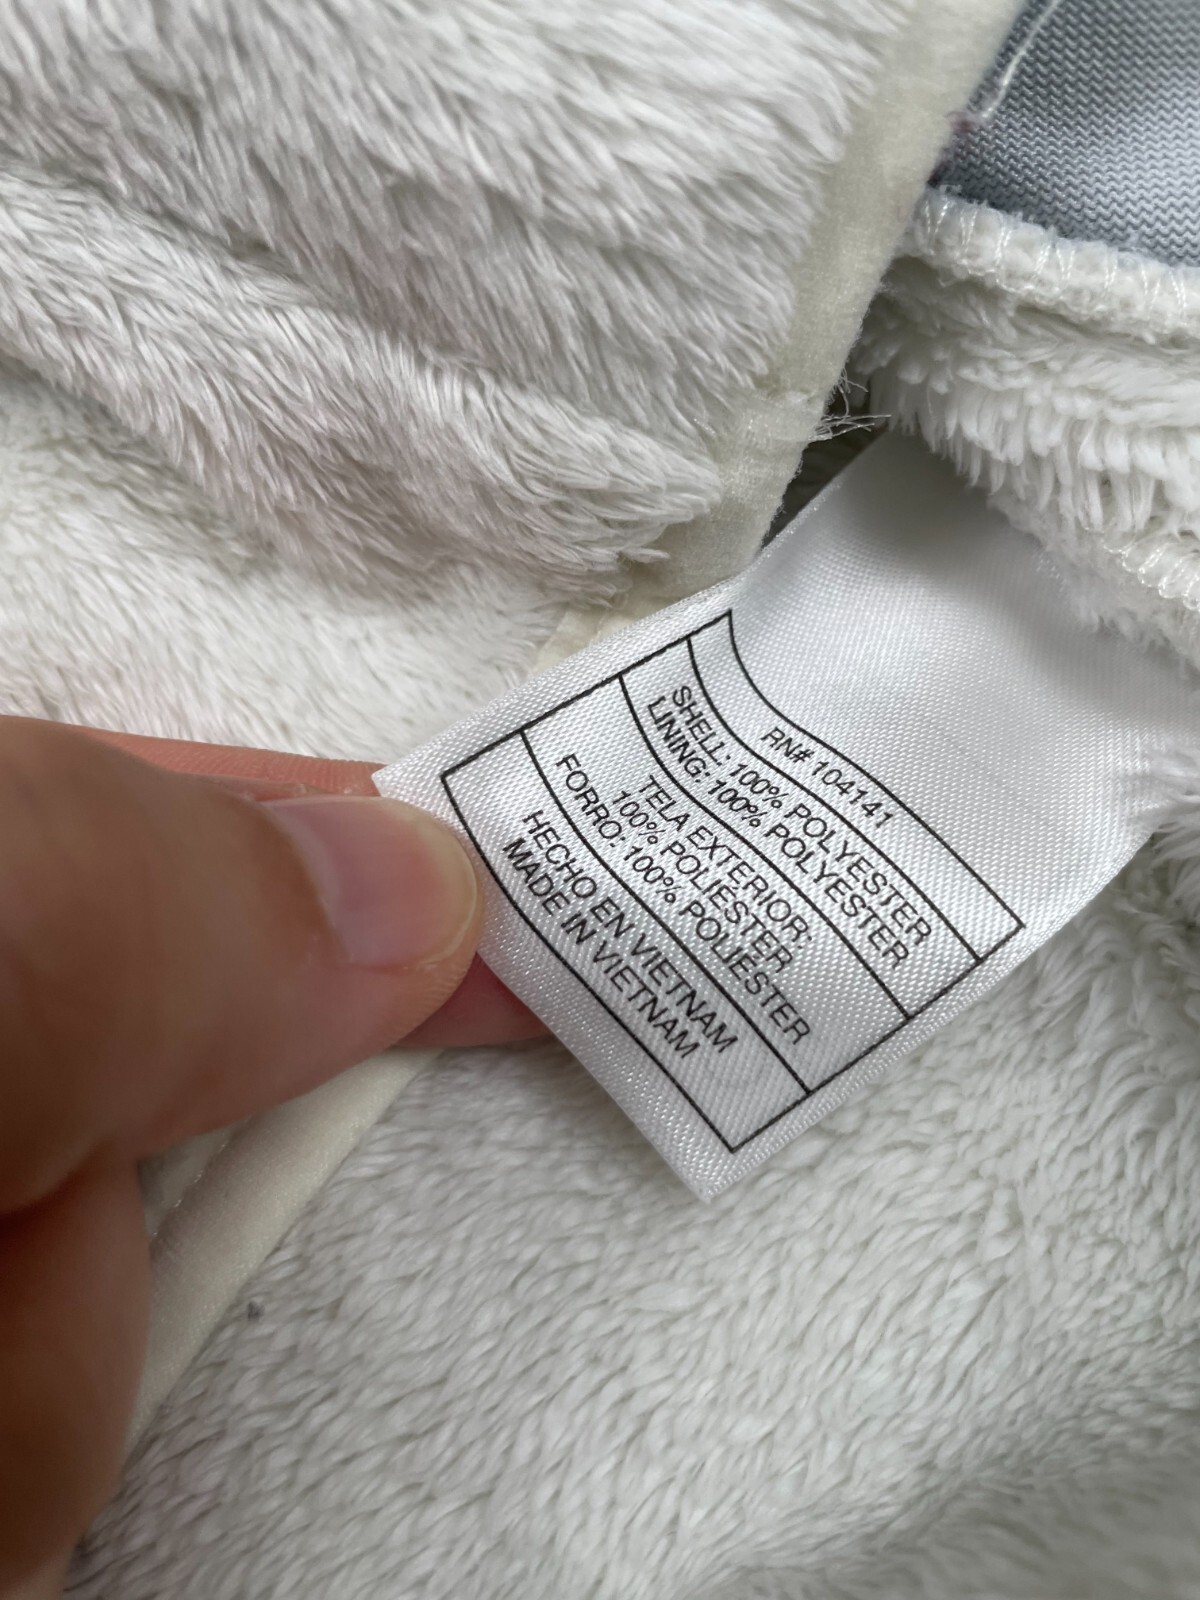 RN# 104141
SHELL: 100% POLYESTER
LINING: 100% POLYESTER
TELA EXTERIOR:
100% POLIÉSTER
FORRO: 100% POLIÉSTER
HECHO EN VIETNAM
MADE IN VIETNAM